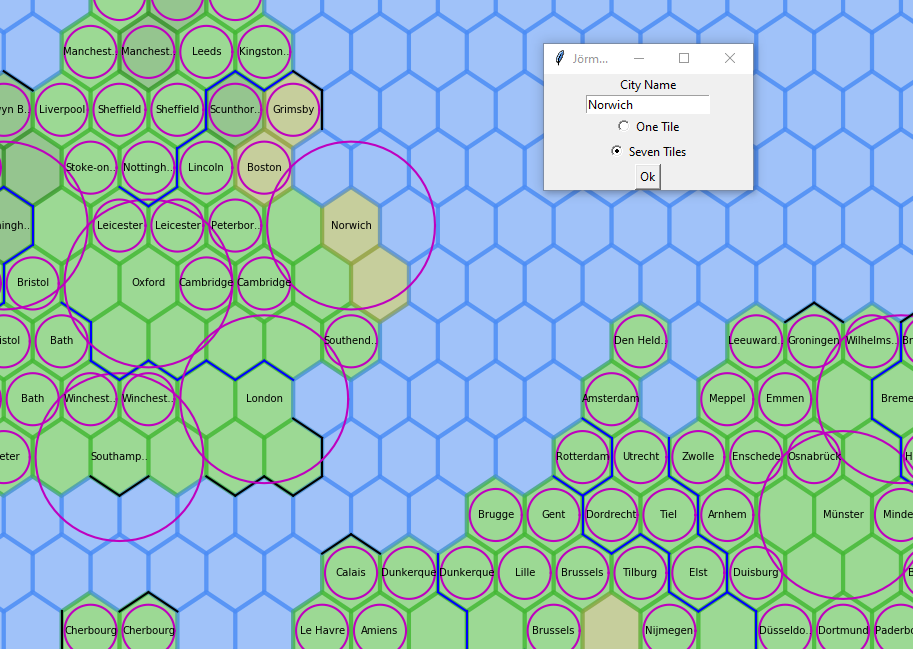 Manchest.. Manchest.. Leeds Kingston..
Jörm...
City Name
Norwich
One Tile
Seven Tiles
Ok
yn B.. Liverpool Sheffield Sheffield Scunthor.. Grimsby
Stoke-on.. Nottingh.. Lincoln Boston
ningh.. Leicester Leicester Peterbor.. Norwich
Bristol Oxford Cambridge Cambridge
istol Bath Southend.. Den Held.. Leeuward.. Groningen Wilhelms.. Br
Bath Winchest.. Winchest.. London Amsterdam Meppel Emmen Breme
eter Southamp.. Rotterdam Utrecht Zwolle Enschede Osnabrück H
Brugge Gent Dordrecht Tiel Arnhem Münster Minde
Calais Dunkerque Dunkerque Lille Brussels Tilburg Elst Duisburg B
Cherbourg Cherbourg Le Havre Amiens Brussels Nijmegen Düsseldo.. Dortmund Paderbo